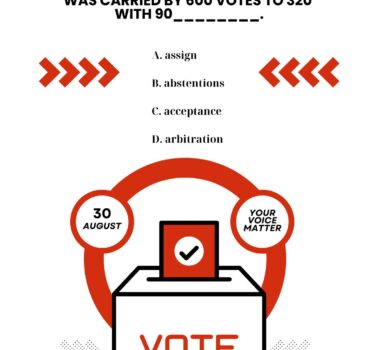 WAS CARRIED BY 600 VOTES TO 320
WITH 90________.
A. assign
B. abstentions
C. acceptance
D. arbitration
30
AUGUST
YOUR
VOICE
MATTER
VOTE